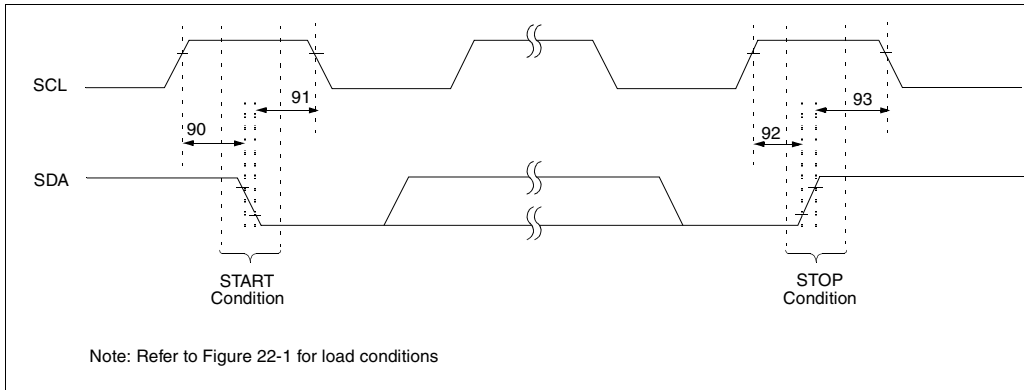 SCL
91
93
90
92
SDA
START
Condition
STOP
Condition
Note: Refer to Figure 22-1 for load conditions